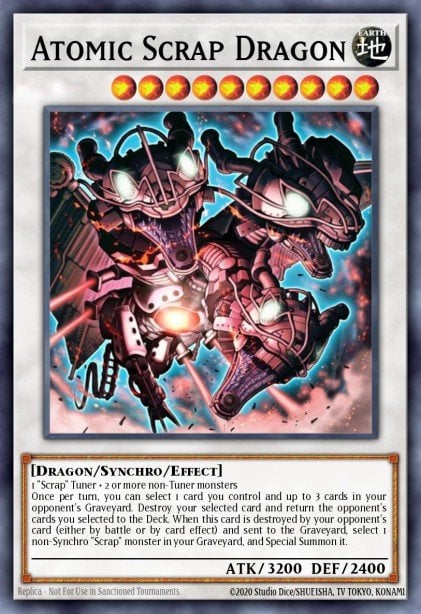 ATOMIC SCRAP DRAGON
EARTH
地
[DRAGON/SYNCHRO/EFFECT]
1 "Scrap" Tuner + 2 or more non-Tuner monsters
Once per turn, you can select 1 card you control and up to 3 cards in your
opponent's Graveyard. Destroy your selected card and return the opponent's
cards you selected to the Deck. When this card is destroyed by your opponent's
card (either by battle or by card effect) and sent to the Graveyard, select 1
non-Synchro "Scrap" monster in your Graveyard, and Special Summon it.
ATK/3200 DEF/2400
Replica - Not For Use in Sanctioned Tournaments.
©2020 Studio Dice/SHUEISHA, TV TOKYO, KONAMI